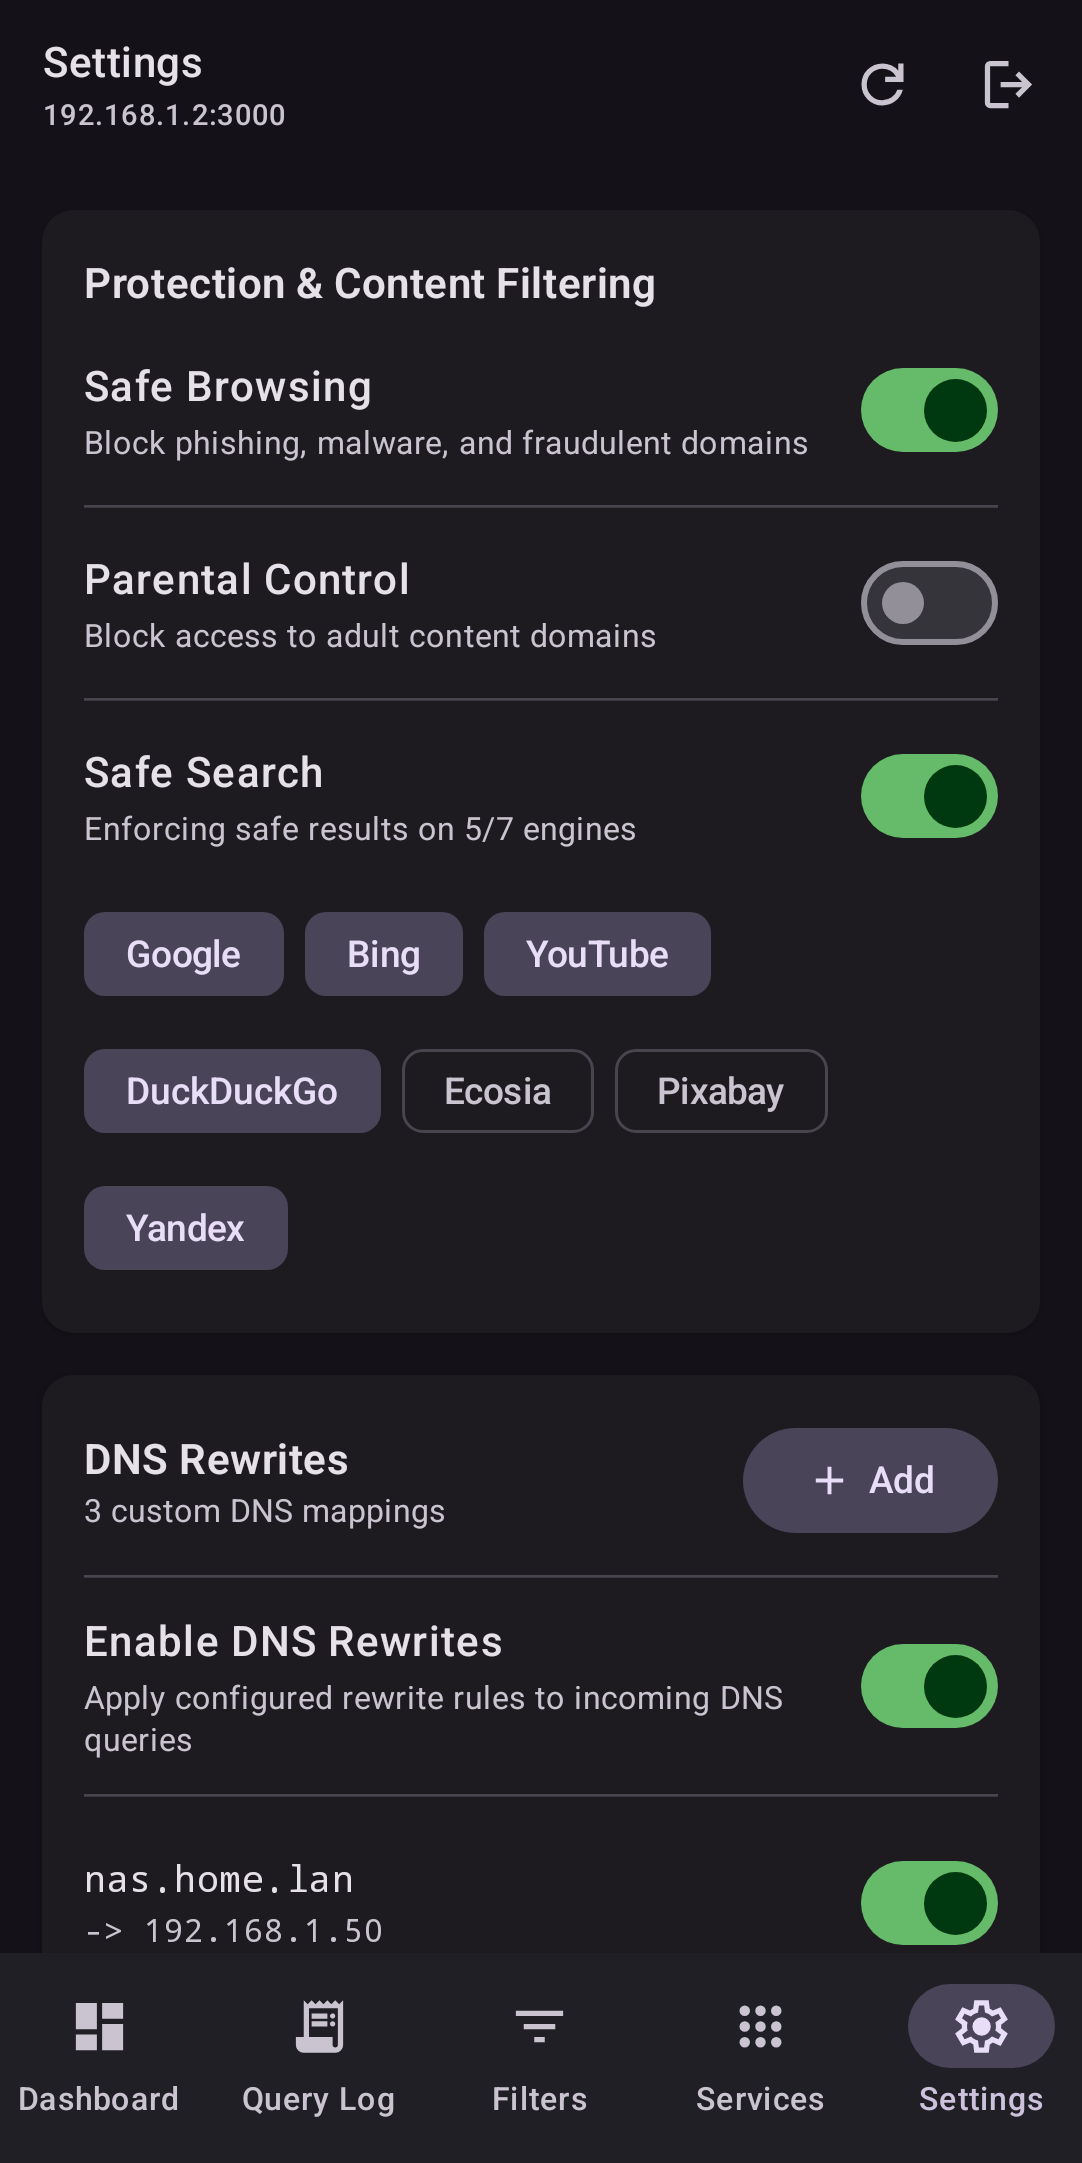 Settings
192.168.1.2:3000
Protection & Content Filtering
Safe Browsing
Block phishing, malware, and fraudulent domains
Parental Control
Block access to adult content domains
Safe Search
Enforcing safe results on 5/7 engines
Google Bing YouTube
DuckDuckGo Ecosia Pixabay
Yandex
DNS Rewrites
3 custom DNS mappings
+ Add
Enable DNS Rewrites
Apply configured rewrite rules to incoming DNS
queries
nas.home.lan
-> 192.168.1.50
Dashboard Query Log Filters Services Settings